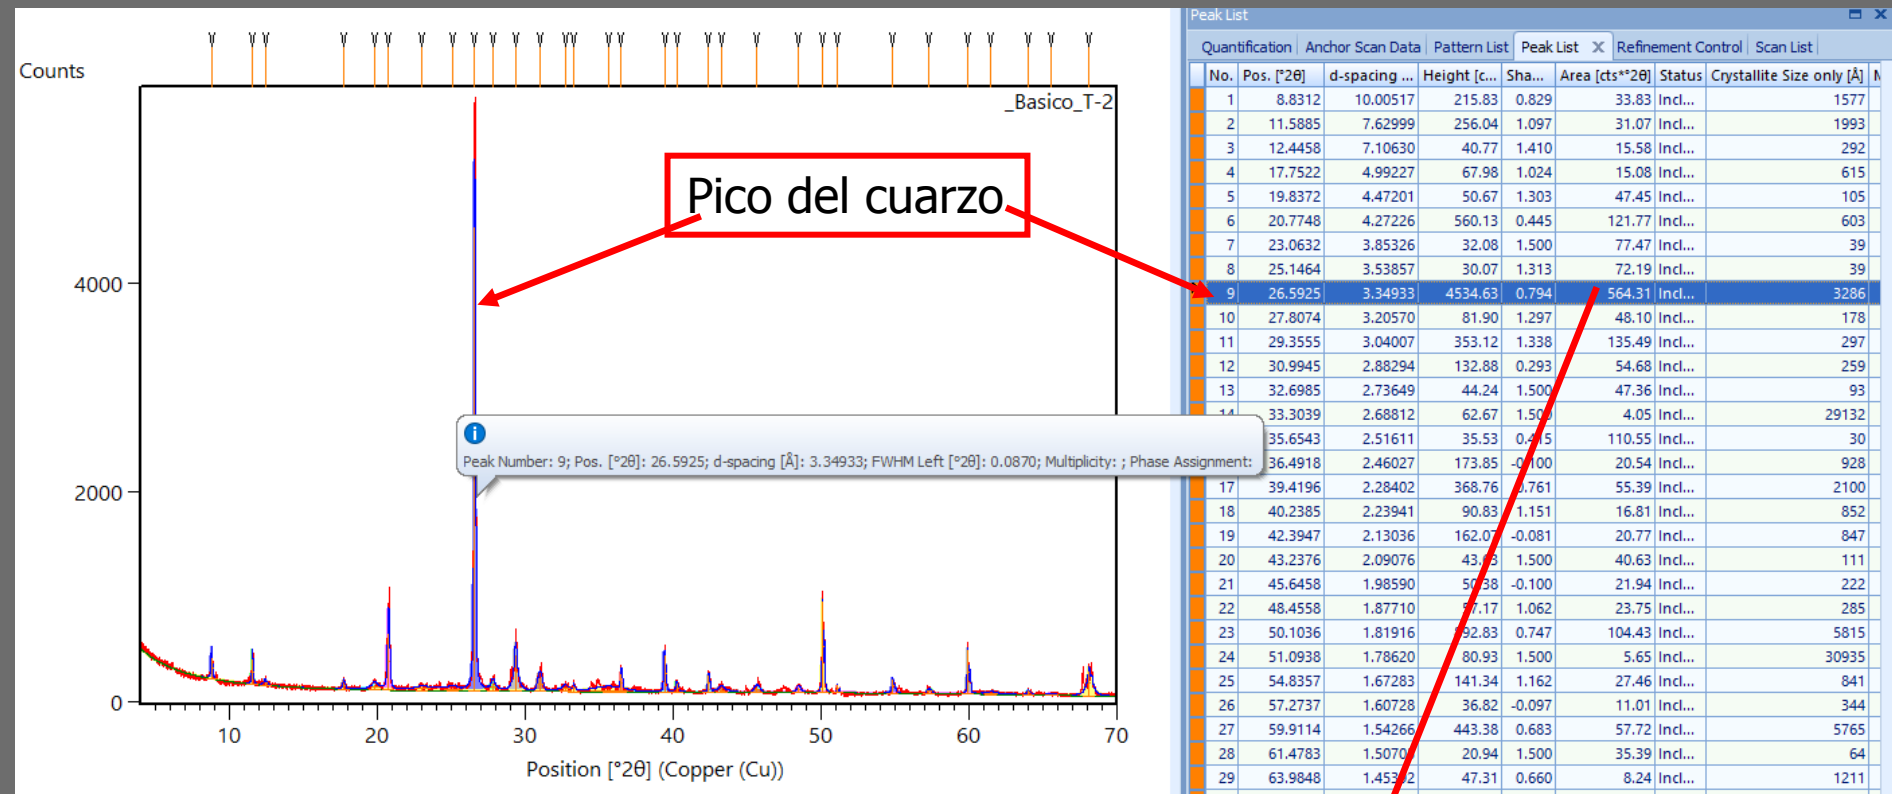 Counts
_Basico_T-2
Pico del cuarzo
4000
2000
0
10 20 30 40 50 60 70
Position [°2θ] (Copper (Cu))
Peak Number: 9; Pos. [°2θ]: 26.5925; d-spacing [Å]: 3.34933; FWHM Left [°2θ]: 0.0870; Multiplicity: ; Phase Assignment:
Peak List
Quantification Anchor Scan Data Pattern List Peak List X Refinement Control Scan List
No. Pos. [°2θ] d-spacing ... Height [c... Sha... Area [cts*°2θ] Status Crystallite Size only [Å]
1 8.8312 10.00517 215.83 0.829 33.83 Incl... 1577
2 11.5885 7.62999 256.04 1.097 31.07 Incl... 1993
3 12.4458 7.10630 40.77 1.410 15.58 Incl... 292
4 17.7522 4.99227 67.98 1.024 15.08 Incl... 615
5 19.8372 4.47201 50.67 1.303 47.45 Incl... 105
6 20.7748 4.27226 560.13 0.445 121.77 Incl... 603
7 23.0632 3.85326 32.08 1.500 77.47 Incl... 39
8 25.1464 3.53857 30.07 1.313 72.19 Incl... 39
9 26.5925 3.34933 4534.63 0.794 564.31 Incl... 3286
10 27.8074 3.20570 81.90 1.297 48.10 Incl... 178
11 29.3555 3.04007 353.12 1.338 135.49 Incl... 297
12 30.9945 2.88294 132.88 0.293 54.68 Incl... 259
13 32.6985 2.73649 44.24 1.500 47.36 Incl... 93
33.3039 2.68812 62.67 4.05 Incl... 29132
35.6543 2.51611 35.53 110.55 Incl... 30
36.4918 2.46027 173.85 20.54 Incl... 928
17 39.4196 2.28402 368.76 55.39 Incl... 2100
18 40.2385 2.23941 90.83 1.151 16.81 Incl... 852
19 42.3947 2.13036 162.07 -0.081 20.77 Incl... 847
20 43.2376 2.09076 1.500 40.63 Incl... 111
21 45.6458 1.98590 -0.100 21.94 Incl... 222
22 48.4558 1.87710 1.062 23.75 Incl... 285
23 50.1036 1.81916 0.747 104.43 Incl... 5815
24 51.0938 1.78620 80.93 1.500 5.65 Incl... 30935
25 54.8357 1.67283 141.34 1.162 27.46 Incl... 841
26 57.2737 1.60728 36.82 -0.097 11.01 Incl... 344
27 59.9114 1.54266 443.38 0.683 57.72 Incl... 5765
28 61.4783 20.94 1.500 35.39 Incl... 64
29 63.9848 47.31 0.660 8.24 Incl... 1211